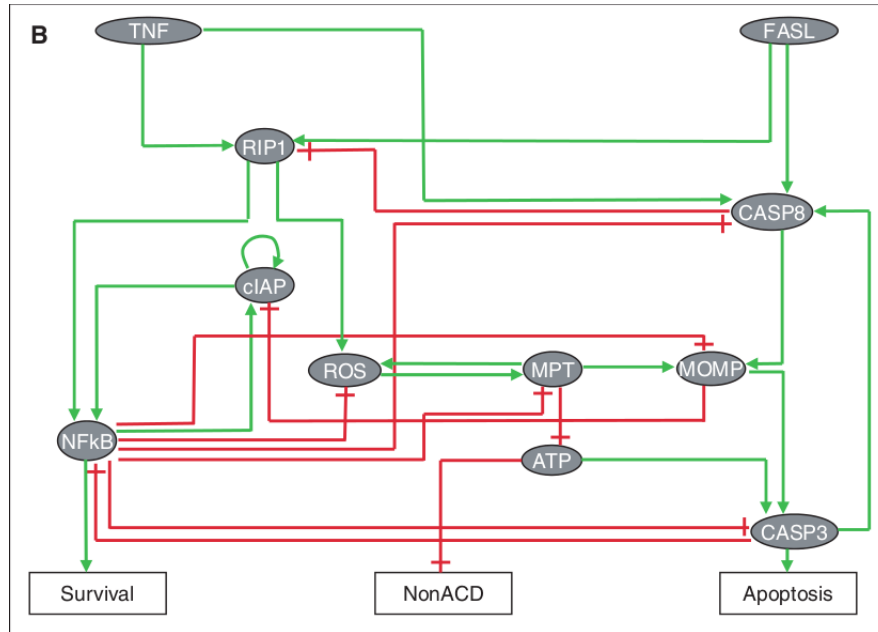 B
TNF
FASL
RIP1
CASP8
cIAP
ROS
MPT
MOMP
NFkB
ATP
CASP3
Survival
NonACD
Apoptosis